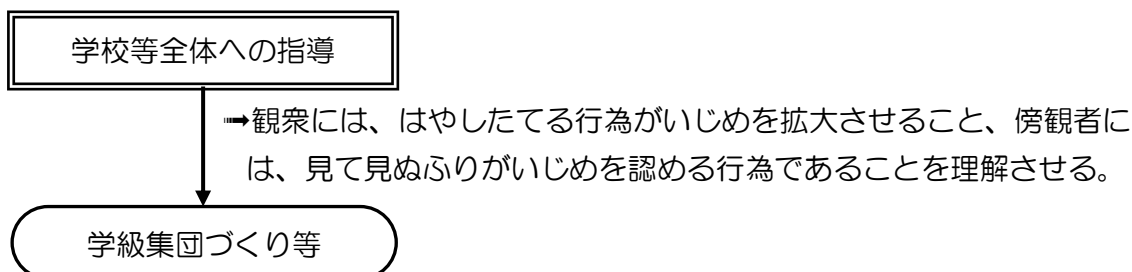 学校等全体への指導
➟観衆には、はやしたてる行為がいじめを拡大させること、傍観者に
は、見て見ぬふりがいじめを認める行為であることを理解させる。
学級集団づくり等